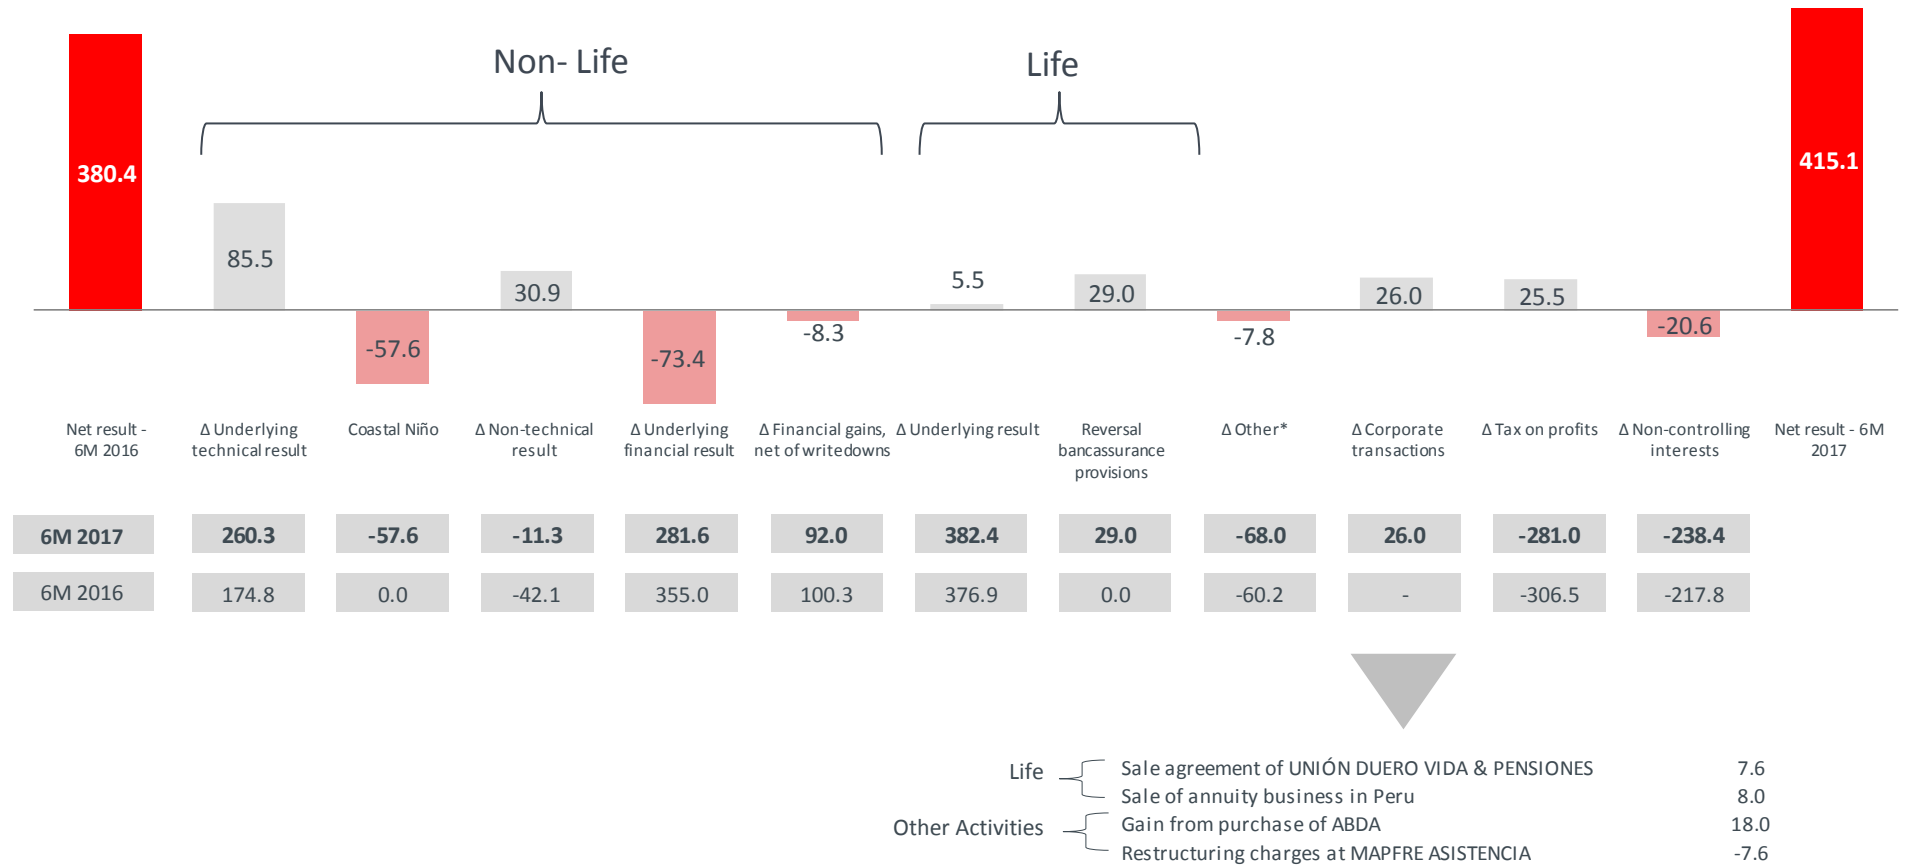 Non- Life
Life
380.4
85.5
-57.6
30.9
-73.4
-8.3
5.5
29.0
-7.8
26.0
25.5
-20.6
415.1
Net result -
6M 2016
Δ Underlying
technical result
Coastal Niño
Δ Non-technical
result
Δ Underlying
financial result
Δ Financial gains,
net of writedowns
Δ Underlying result
Reversal
bancassurance
provisions
Δ Other*
Δ Corporate
transactions
Δ Tax on profits
Δ Non-controlling
interests
Net result - 6M
2017
6M 2017 260.3 -57.6 -11.3 281.6 92.0 382.4 29.0 -68.0 26.0 -281.0 -238.4
6M 2016 174.8 0.0 -42.1 355.0 100.3 376.9 0.0 -60.2 - -306.5 -217.8
Life
Sale agreement of UNIÓN DUERO VIDA & PENSIONES 7.6
Sale of annuity business in Peru 8.0
Other Activities
Gain from purchase of ABDA 18.0
Restructuring charges at MAPFRE ASISTENCIA -7.6